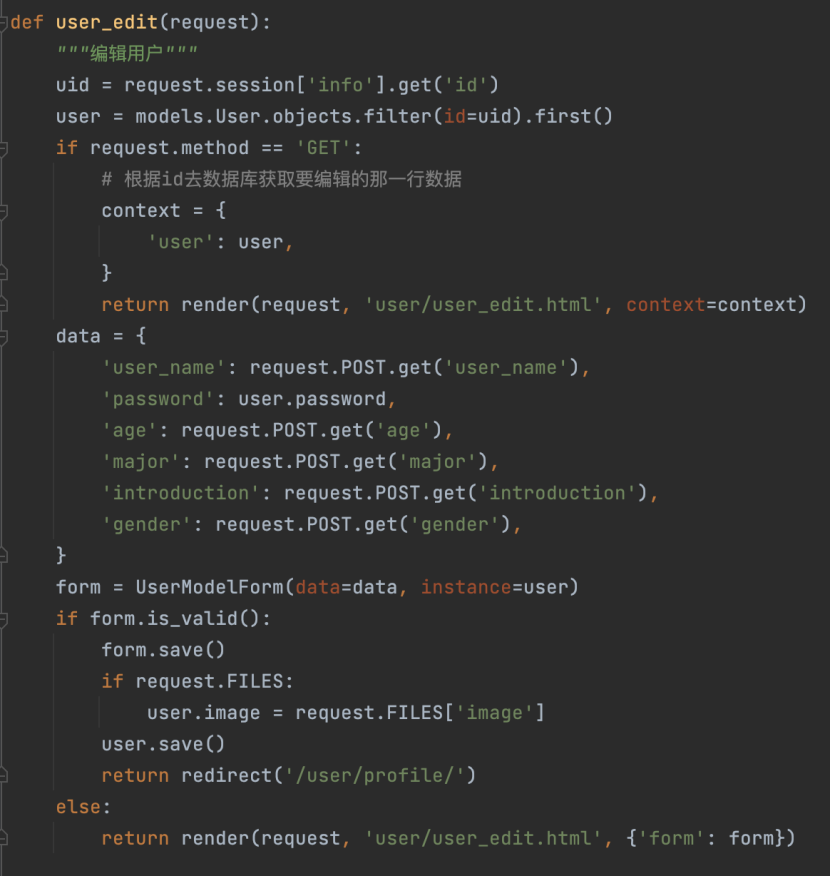 def user_edit(request):
    """编辑用户"""
    uid = request.session['info'].get('id')
    user = models.User.objects.filter(id=uid).first()
    if request.method == 'GET':
        # 根据id去数据库获取要编辑的那一行数据
        context = {
            'user': user,
        }
        return render(request, 'user/user_edit.html', context=context)
    data = {
        'user_name': request.POST.get('user_name'),
        'password': user.password,
        'age': request.POST.get('age'),
        'major': request.POST.get('major'),
        'introduction': request.POST.get('introduction'),
        'gender': request.POST.get('gender'),
    }
    form = UserModelForm(data=data, instance=user)
    if form.is_valid():
        form.save()
        if request.FILES:
            user.image = request.FILES['image']
        user.save()
        return redirect('/user/profile/')
    else:
        return render(request, 'user/user_edit.html', {'form': form})